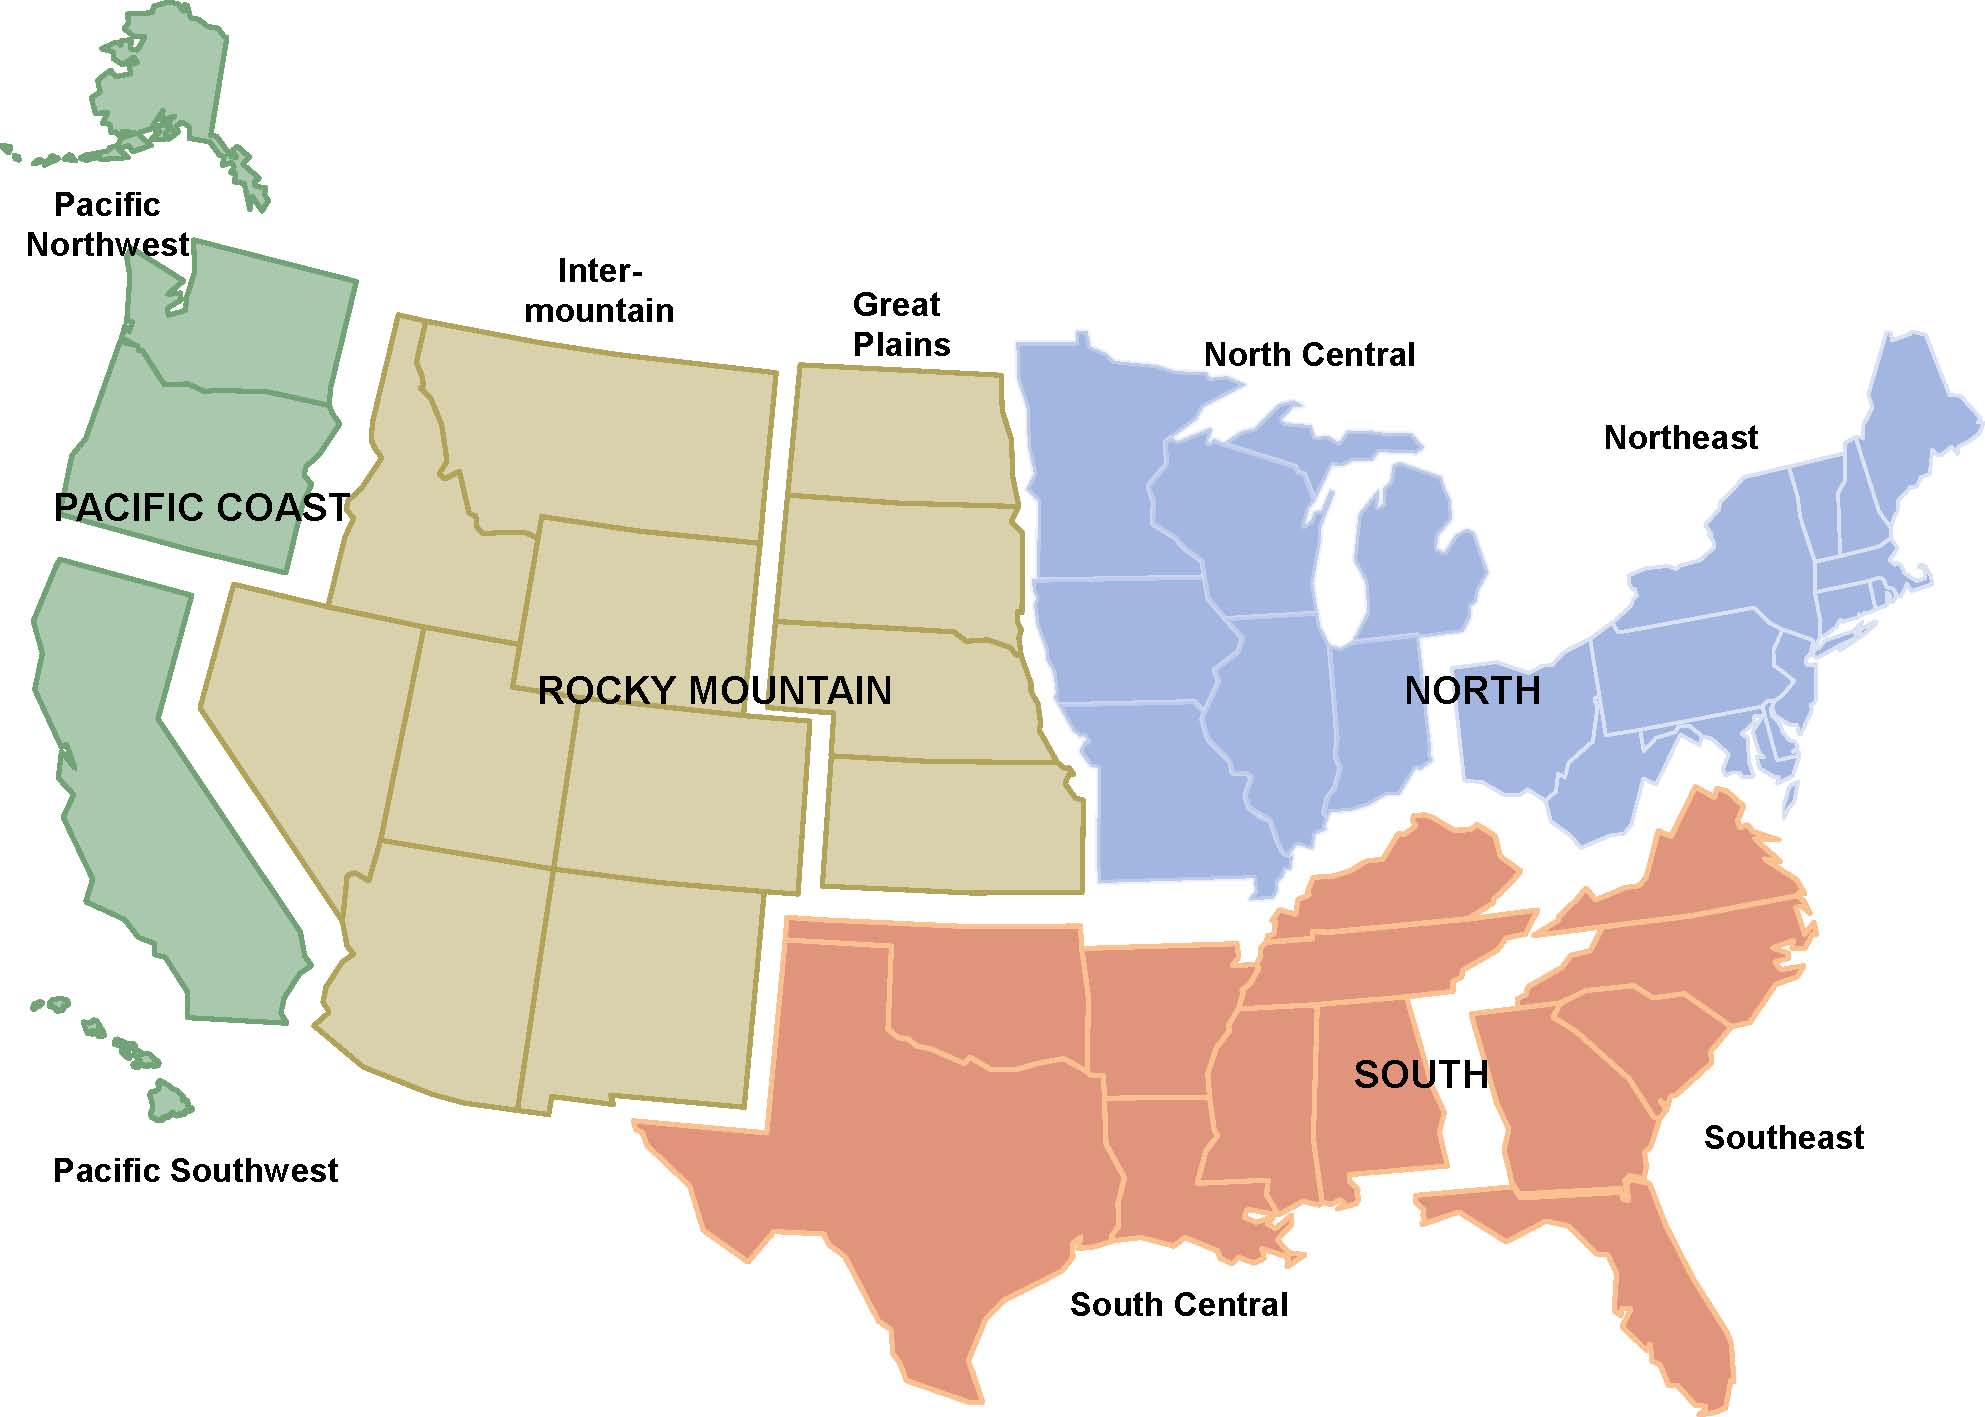 Pacific
Northwest
Inter-
mountain
Great
Plains
North Central
Northeast
PACIFIC COAST
ROCKY MOUNTAIN
NORTH
SOUTH
Southeast
Pacific Southwest
South Central